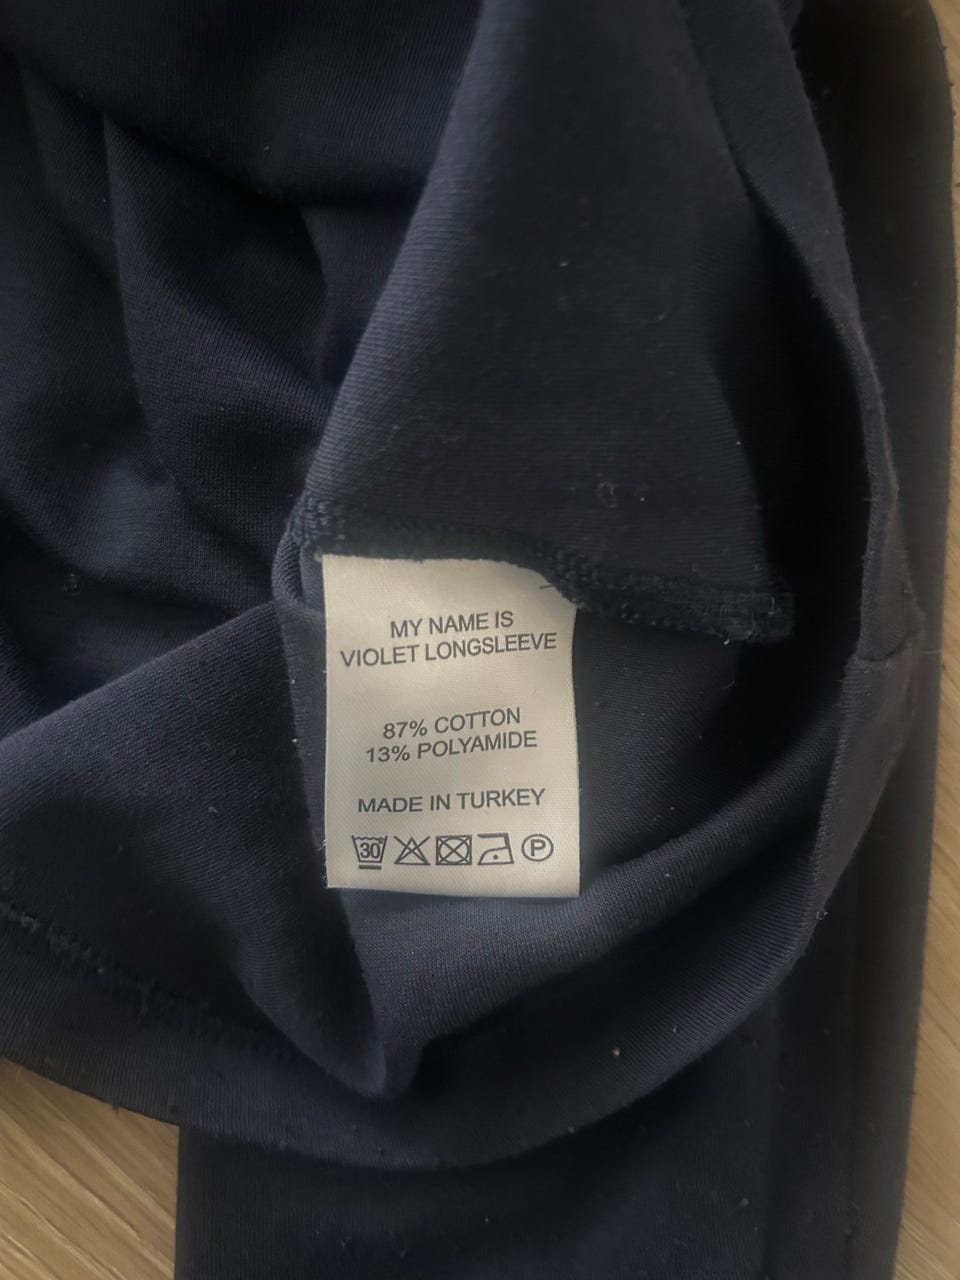 MY NAME IS
VIOLET LONGSLEEVE
87% COTTON
13% POLYAMIDE
MADE IN TURKEY
30° P